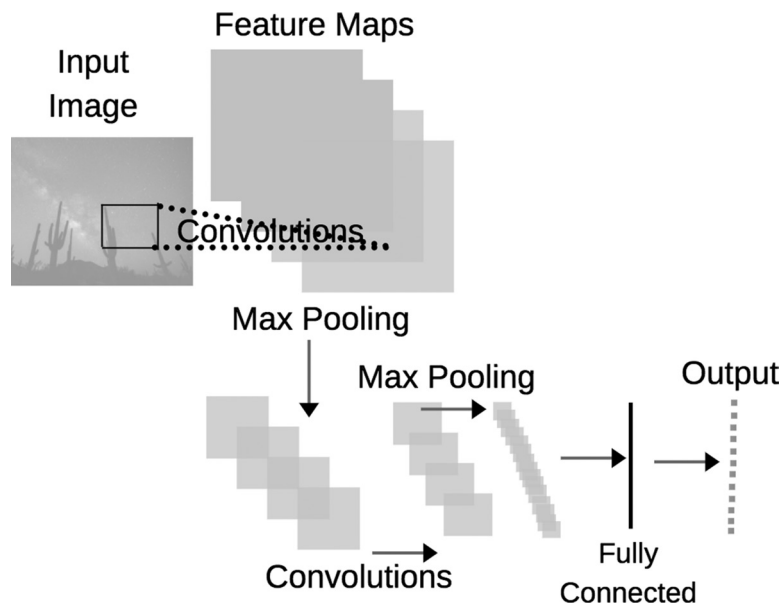 Feature Maps
Input
Image
Convolutions
Max Pooling
Max Pooling
Output
Convolutions
Fully
Connected